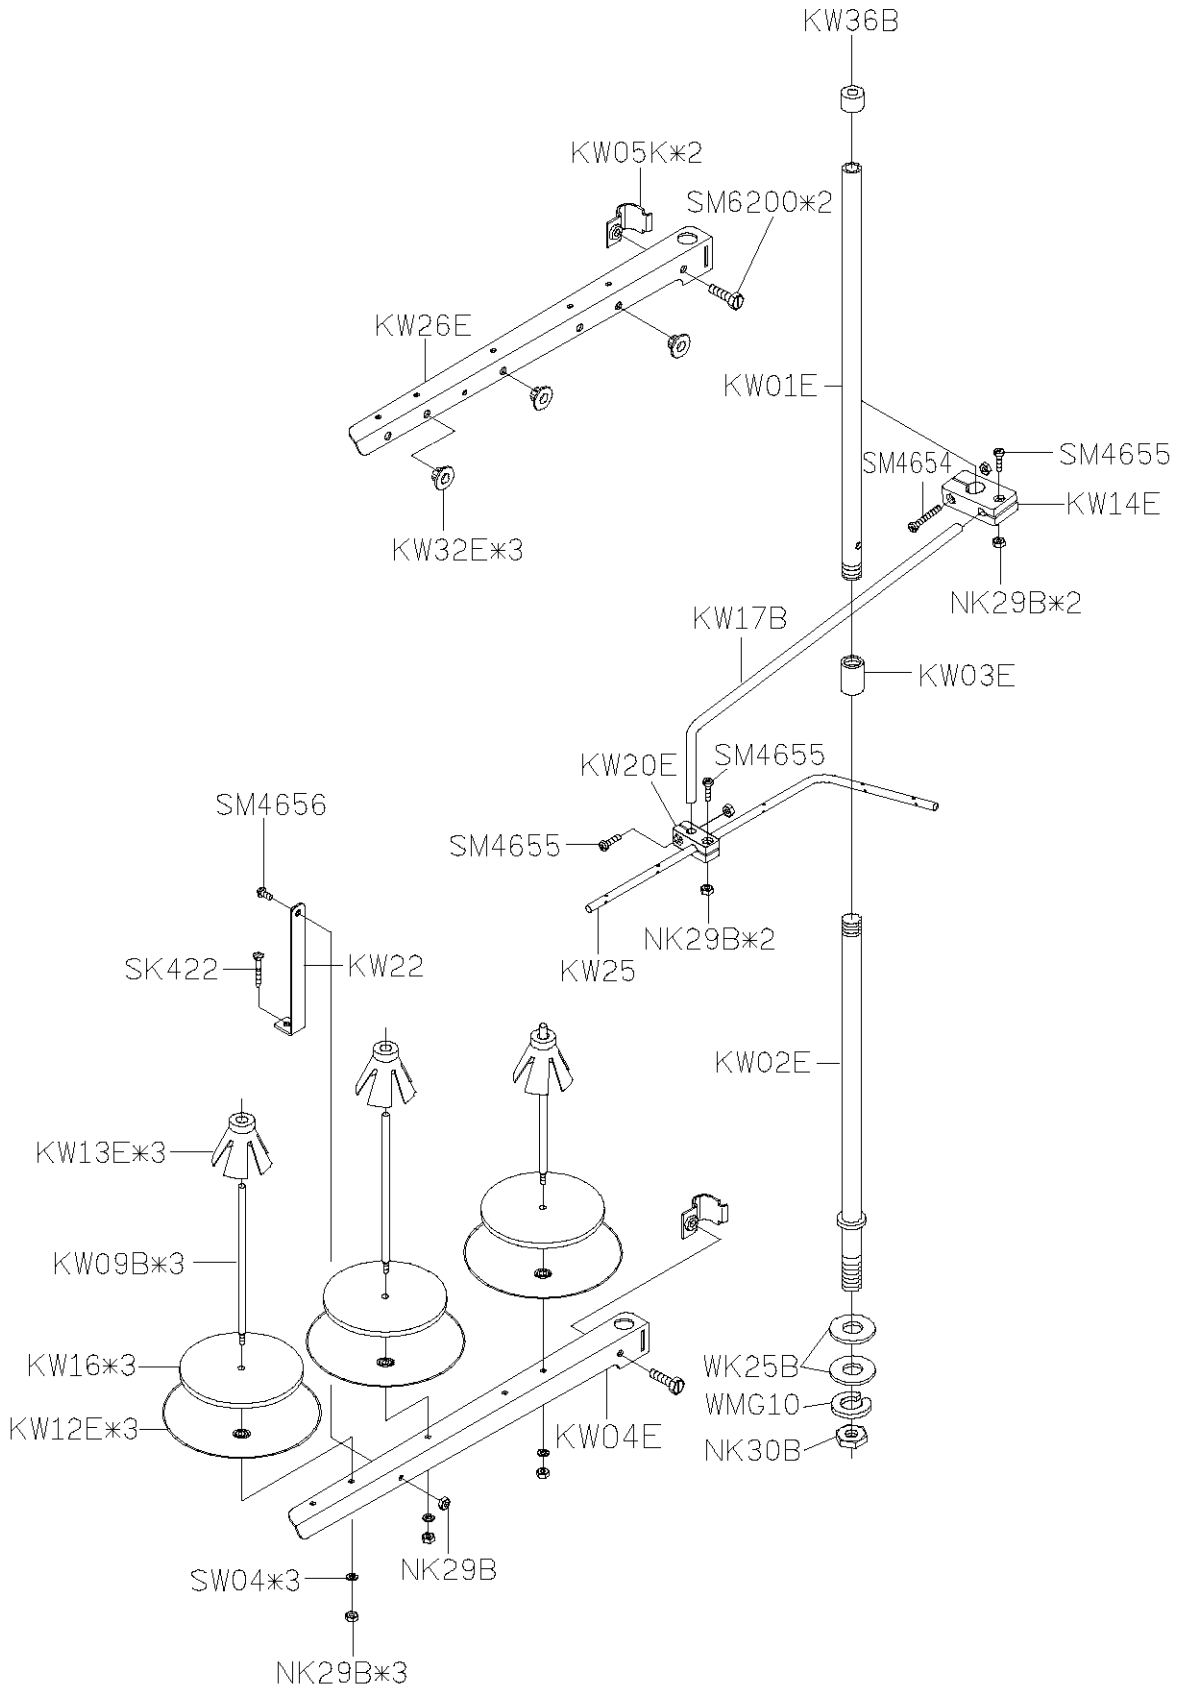 KW36B
KW05K*2
SM6200*2
KW26E
KW01E
SM4654
SM4655
KW14E
KW32E*3
NK29B*2
KW17B
KW03E
KW20E
SM4655
SM4656
SM4655
NK29B*2
SK422
KW22
KW25
KW02E
KW13E*3
KW09B*3
KW16*3
WK25B
WMG10
KW12E*3
KW04E
NK30B
NK29B
SW04*3
NK29B*3